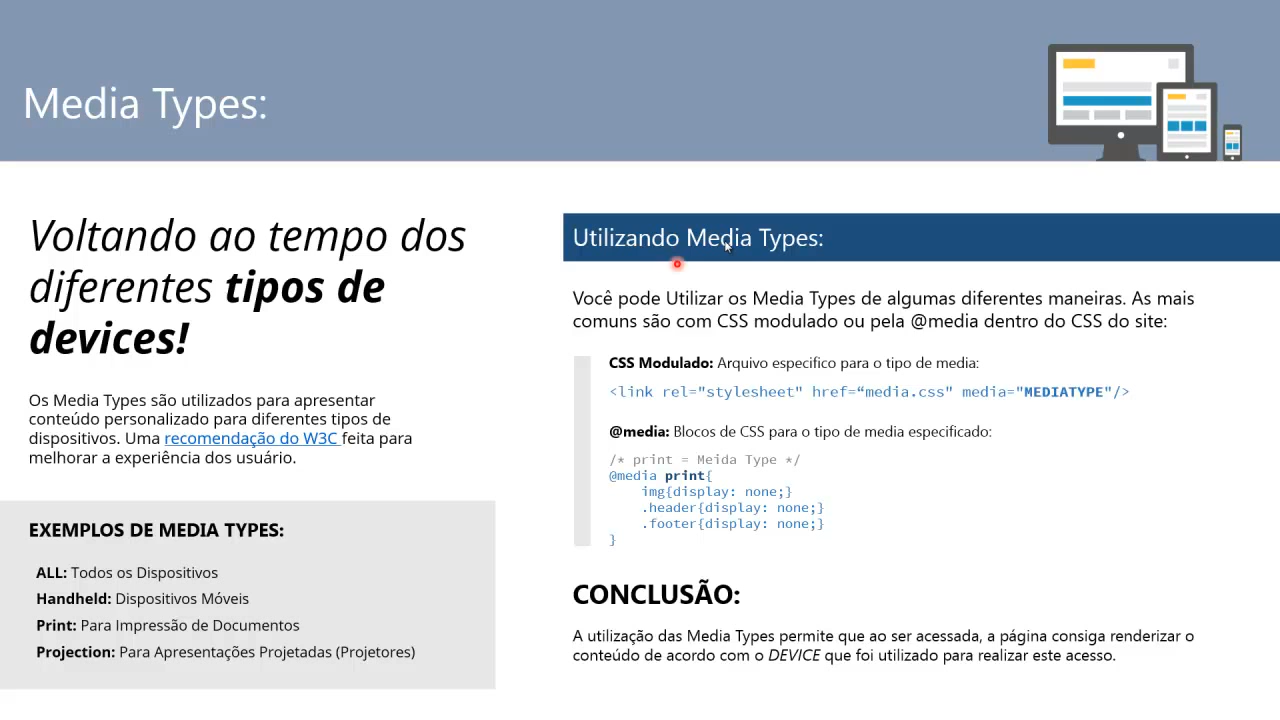 Media Types:
Voltando ao tempo dos
diferentes tipos de
devices!
Os Media Types são utilizados para apresentar
conteúdo personalizado para diferentes tipos de
dispositivos. Uma recomendação do W3C feita para
melhorar a experiência dos usuário.
EXEMPLOS DE MEDIA TYPES:
ALL: Todos os Dispositivos
Handheld: Dispositivos Móveis
Print: Para Impressão de Documentos
Projection: Para Apresentações Projetadas (Projetores)
Utilizando Media Types:
Você pode Utilizar os Media Types de algumas diferentes maneiras. As mais
comuns são com CSS modulado ou pela @media dentro do CSS do site:
CSS Modulado: Arquivo especifico para o tipo de media:
<link rel="stylesheet" href=“media.css" media="MEDIATYPE"/>
@media: Blocos de CSS para o tipo de media especificado:
/* print = Meida Type */
@media print{
img{display: none;}
.header{display: none;}
.footer{display: none;}
}
CONCLUSÃO:
A utilização das Media Types permite que ao ser acessada, a página consiga renderizar o
conteúdo de acordo com o DEVICE que foi utilizado para realizar este acesso.